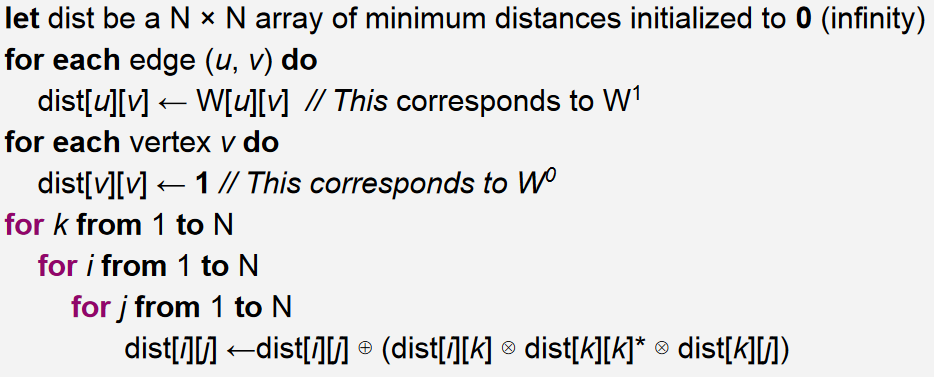 let dist be a N × N array of minimum distances initialized to 0 (infinity)
for each edge (u, v) do
dist[u][v] ← W[u][v] // This corresponds to W¹
for each vertex v do
dist[v][v] ← 1 // This corresponds to W⁰
for k from 1 to N
for i from 1 to N
for j from 1 to N
dist[i][j] ←dist[i][j] ⊕ (dist[i][k] ⊗ dist[k][k]* ⊗ dist[k][j])